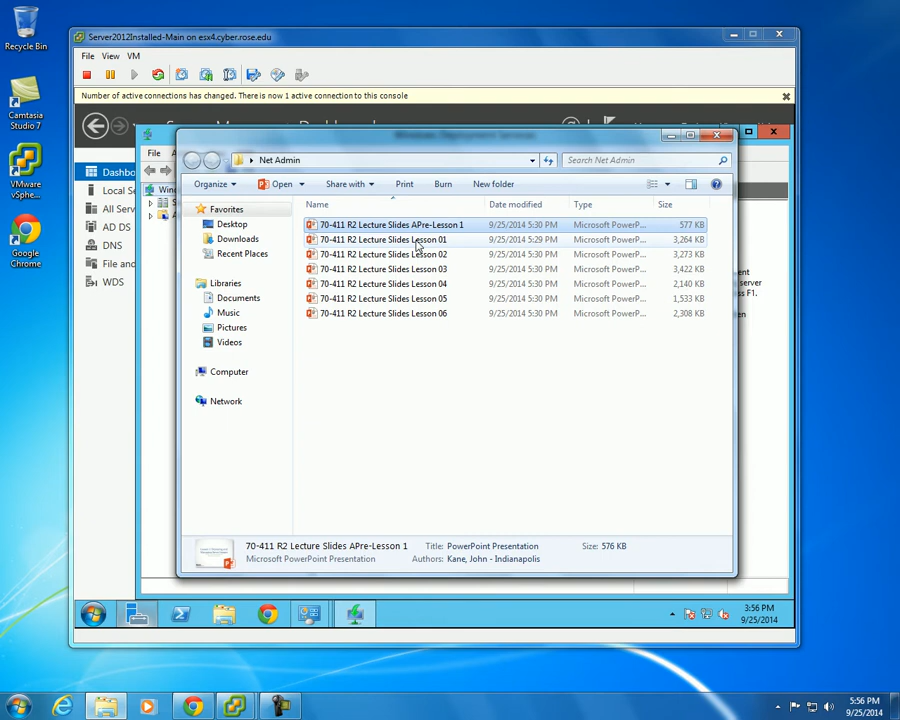 Recycle Bin
Camtasia
Studio 7
VMware
vSphe...
Google
Chrome
Server2012Installed-Main on esx4.cyber.rose.edu
File View VM
Number of active connections has changed. There is now 1 active connection to this console
Dashbo
Local Se
All Serv
AD DS
DNS
File and
WDS
File
Wind
Net Admin
Search Net Admin
Organize Open Share with Print Burn New folder
Name Date modified Type Size
Favorites
Desktop
Downloads
Recent Places
Libraries
Documents
Music
Pictures
Videos
Computer
Network
70-411 R2 Lecture Slides APre-Lesson 1 9/25/2014 5:30 PM Microsoft PowerP... 577 KB
70-411 R2 Lecture Slides Lesson 01 9/25/2014 5:29 PM Microsoft PowerP... 3,264 KB
70-411 R2 Lecture Slides Lesson 02 9/25/2014 5:30 PM Microsoft PowerP... 3,273 KB
70-411 R2 Lecture Slides Lesson 03 9/25/2014 5:30 PM Microsoft PowerP... 3,422 KB
70-411 R2 Lecture Slides Lesson 04 9/25/2014 5:30 PM Microsoft PowerP... 2,140 KB
70-411 R2 Lecture Slides Lesson 05 9/25/2014 5:30 PM Microsoft PowerP... 1,533 KB
70-411 R2 Lecture Slides Lesson 06 9/25/2014 5:30 PM Microsoft PowerP... 2,308 KB
ent
server
ss F1.
70-411 R2 Lecture Slides APre-Lesson 1 Title: PowerPoint Presentation Size: 576 KB
Microsoft PowerPoint Presentation Authors: Kane, John - Indianapolis
3:56 PM
9/25/2014
5:56 PM
9/25/2014